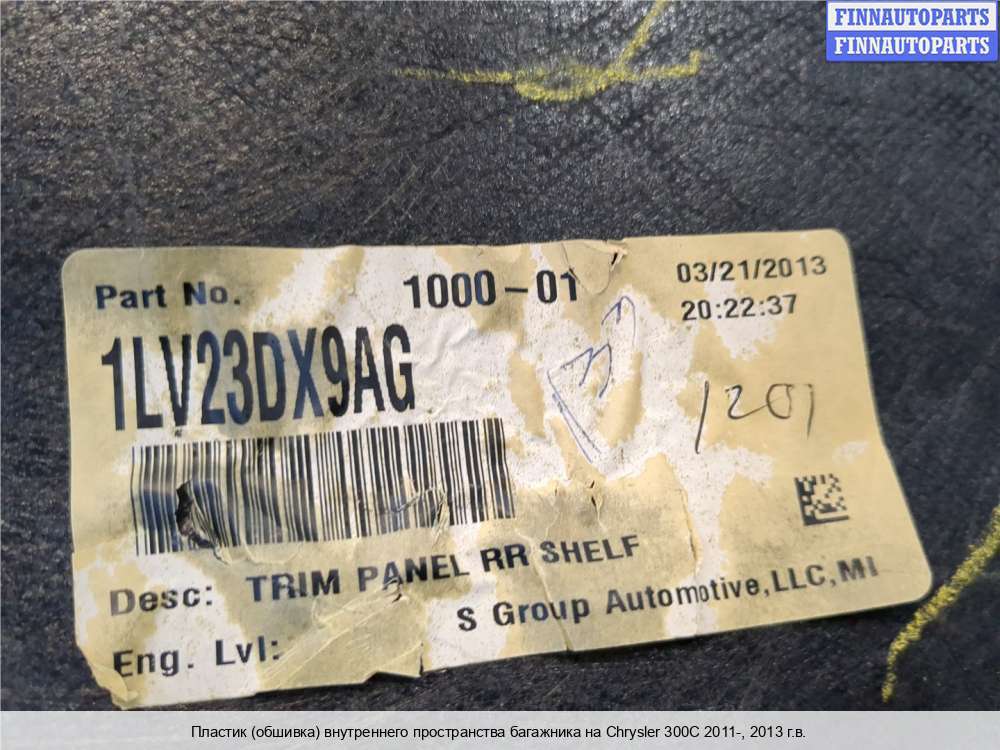 FINNAUTOPARTS
FINNAUTOPARTS
Part No. 1000-01 03/21/2013
20:22:37
1LV23DX9AG
1201
Desc: TRIM PANEL RR SHELF
S Group Automotive, LLC, MI
Eng. Lvl:
Пластик (обшивка) внутреннего пространства багажника на Chrysler 300C 2011-, 2013 г.в.